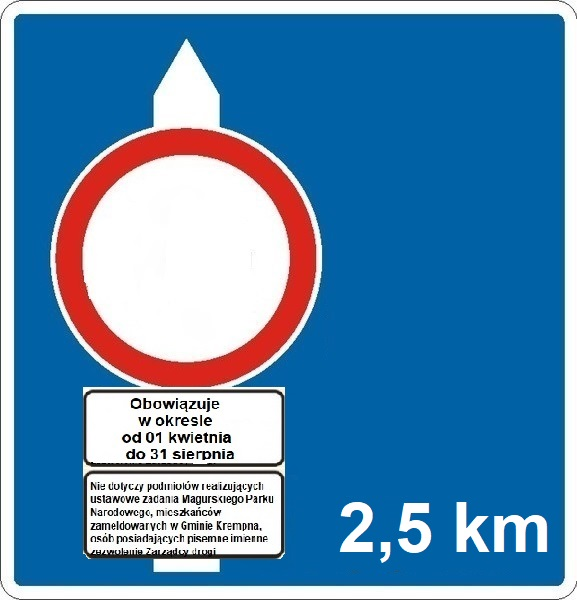 Obowiązuje
w okresie
od 01 kwietnia
do 31 sierpnia
Nie dotyczy podmiotów realizujących
ustawowe zadania Magurskiego Parku
Narodowego, mieszkańców
zameldowanych w Gminie Krempna,
osób posiadających pisemne imienne
zezwolenie Zarządcy drogi
2,5 km